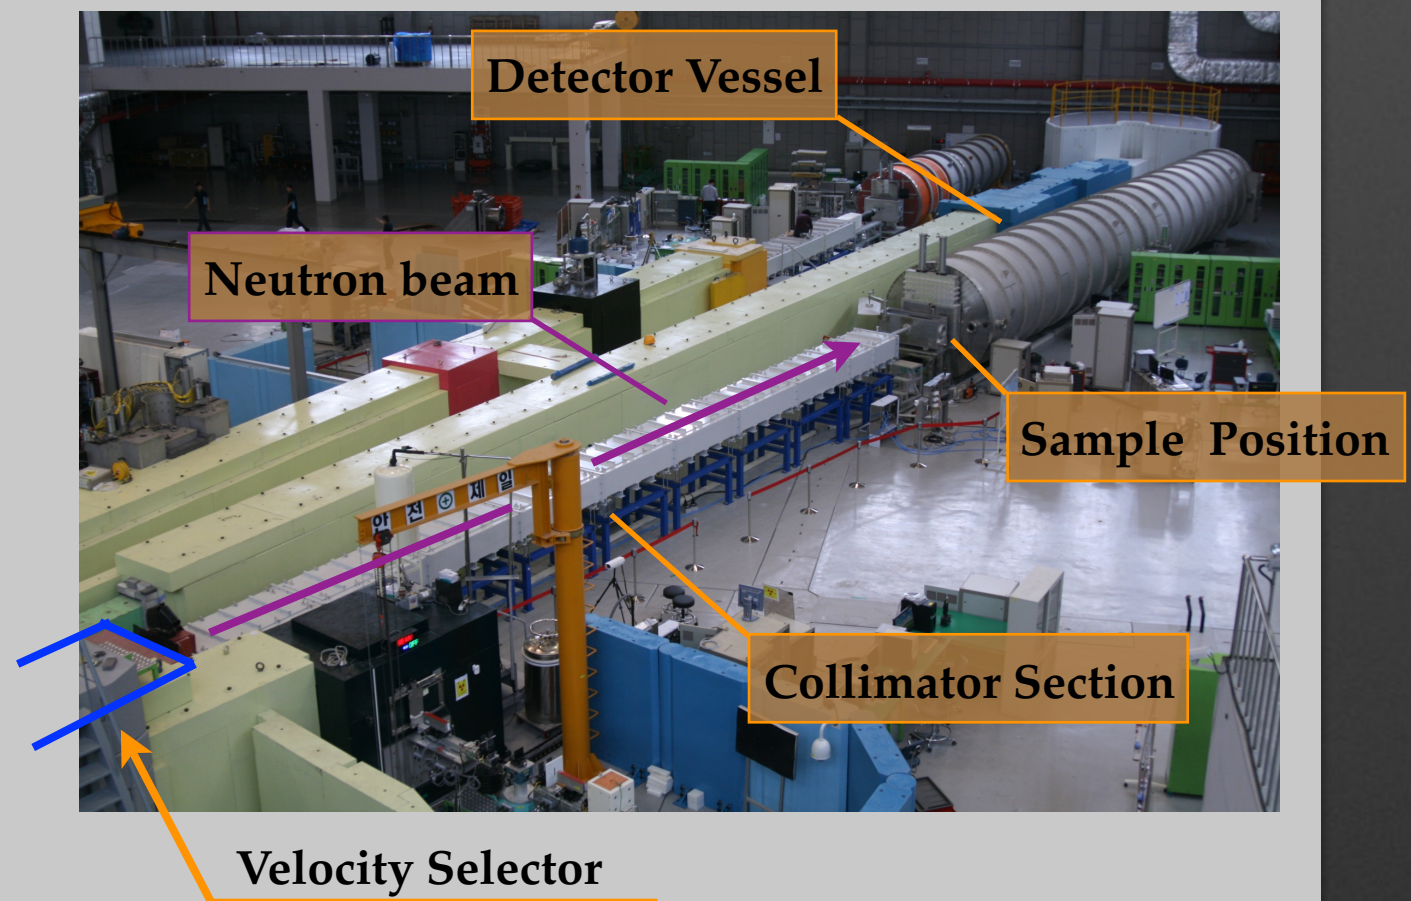 Detector Vessel
Neutron beam
Sample Position
안전제일
Collimator Section
Velocity Selector